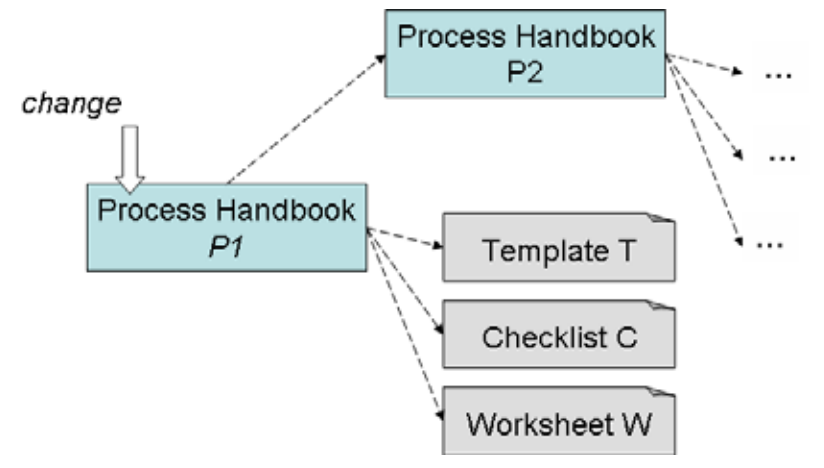 Process Handbook
P2
...
change
...
Process Handbook
P1
Template T
...
Checklist C
Worksheet W